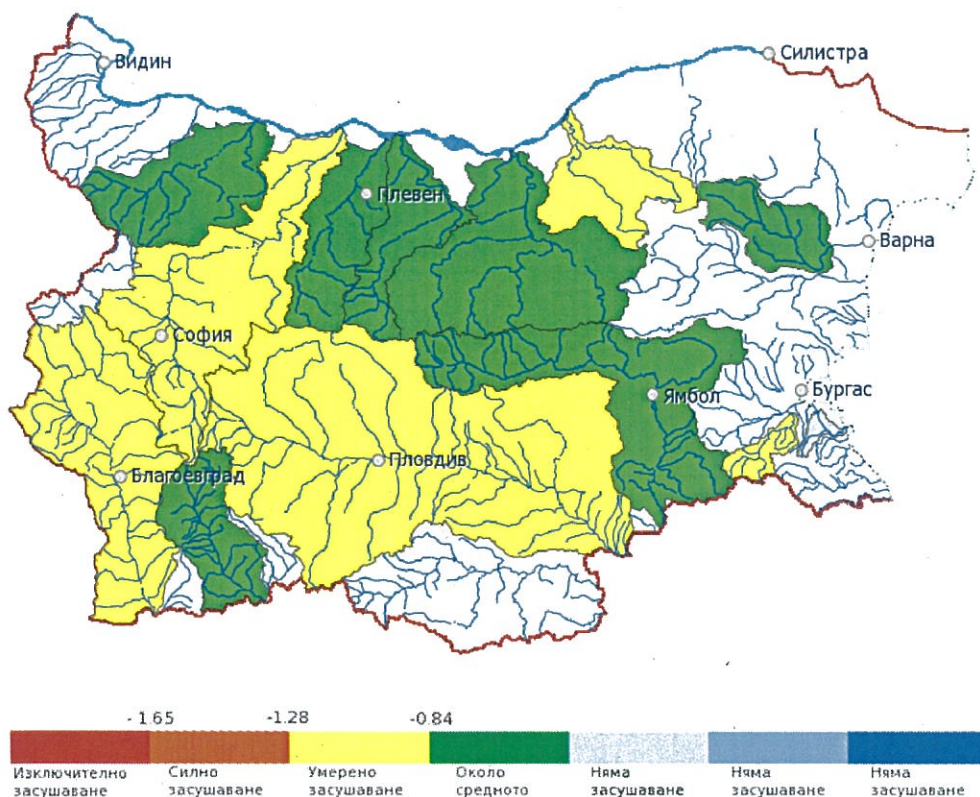 Видин
Силистра
Плевен
Варна
София
Ямбол
Бургас
Пловдив
Благоевград
- 1.65 -1.28 -0.84
Изключително засушаване
Силно засушаване
Умерено засушаване
Около средното
Няма засушаване
Няма засушаване
Няма засушаване